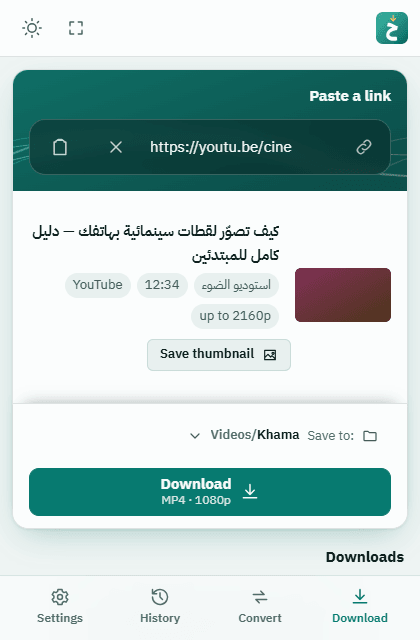 خ
Paste a link
https://youtu.be/cine
كيف تصوّر لقطات سينمائية بهاتفك — دليل
كامل للمبتدئين
استوديو الضوء 12:34 YouTube
up to 2160p
Save thumbnail
Save to: Videos/Khama
Download
MP4 · 1080p
Downloads
Settings History Convert Download